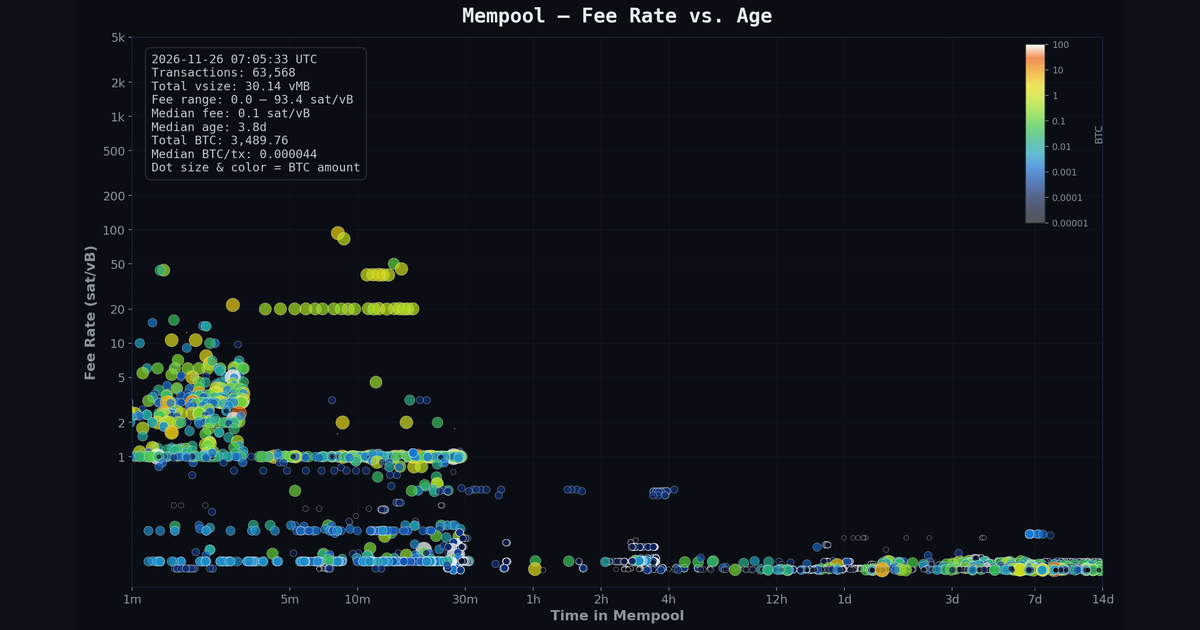 Mempool — Fee Rate vs. Age
2026-11-26 07:05:33 UTC
Transactions: 63,568
Total vsize: 30.14 vMB
Fee range: 0.0 – 93.4 sat/vB
Median fee: 0.1 sat/vB
Median age: 3.8d
Total BTC: 3,489.76
Median BTC/tx: 0.000044
Dot size & color = BTC amount
100
10
1
0.1
0.01
0.001
0.0001
0.00001
BTC
Fee Rate (sat/vB)
5k
2k
1k
500
200
100
50
20
10
5
2
1
1m 5m 10m 30m 1h 2h 4h 12h 1d 3d 7d 14d
Time in Mempool